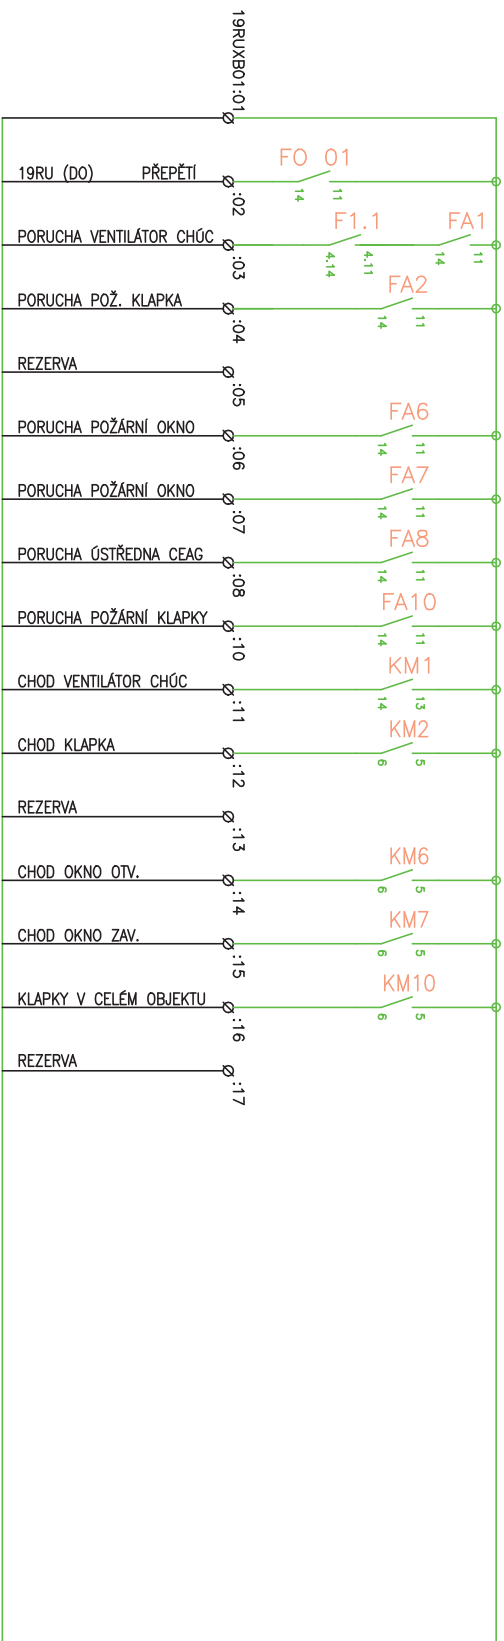 19RUXB01:01
FO 01
19RU (DO) PŘEPĚTÍ :02 14 11
F1.1 FA1
PORUCHA VENTILÁTOR CHÚC :03 4.14 4.11 14 11
FA2
PORUCHA POŽ. KLAPKA :04 14 11
REZERVA :05
FA6
PORUCHA POŽÁRNÍ OKNO :06 14 11
FA7
PORUCHA POŽÁRNÍ OKNO :07 14 11
FA8
PORUCHA ÚSTŘEDNA CEAG :08 14 11
FA10
PORUCHA POŽÁRNÍ KLAPKY :10 14 11
KM1
CHOD VENTILÁTOR CHÚC :11 14 13
KM2
CHOD KLAPKA :12 6 5
REZERVA :13
KM6
CHOD OKNO OTV. :14 6 5
KM7
CHOD OKNO ZAV. :15 6 5
KM10
KLAPKY V CELÉM OBJEKTU :16 6 5
REZERVA :17